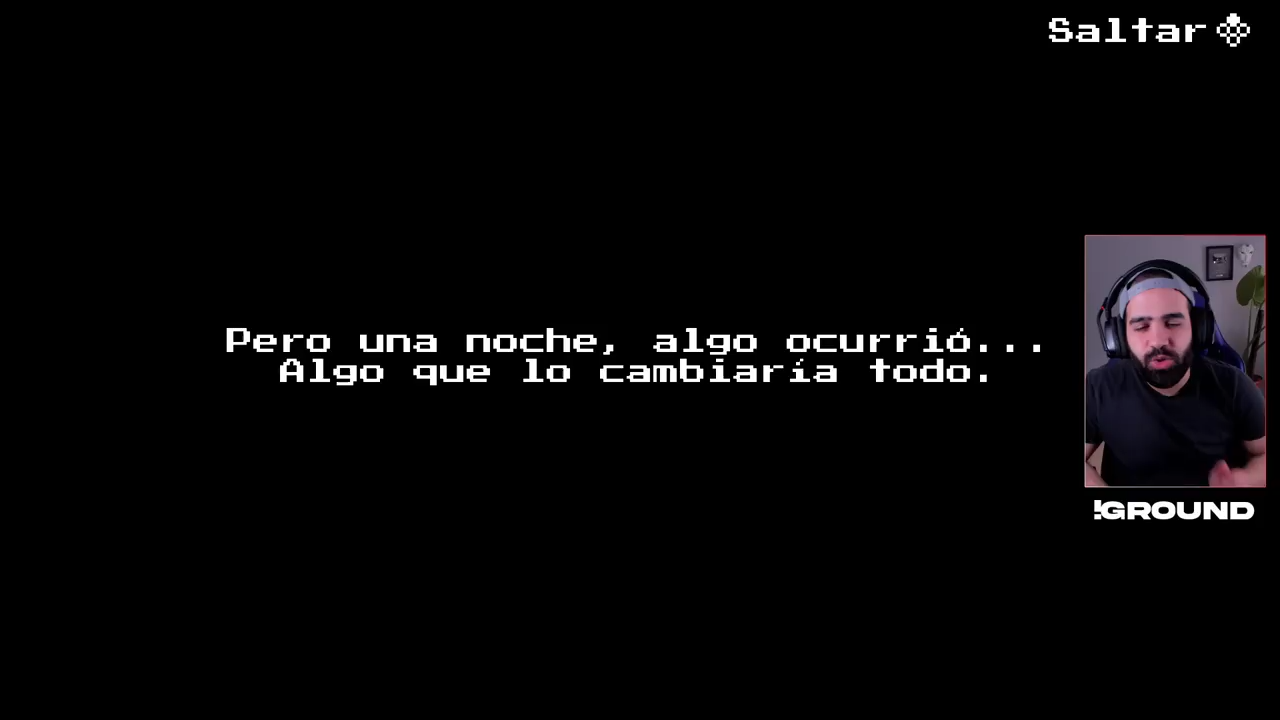 Saltar
Pero una noche, algo ocurrió...
Algo que lo cambiaría todo.
!GROUND